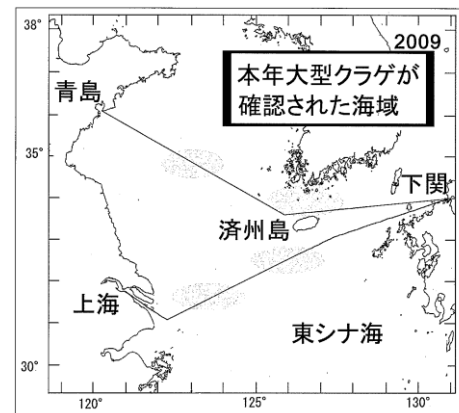 38°
2009
本年大型クラゲが
確認された海域
青島
35°
下関
済州島
上海
東シナ海
30°
120°
125°
130°